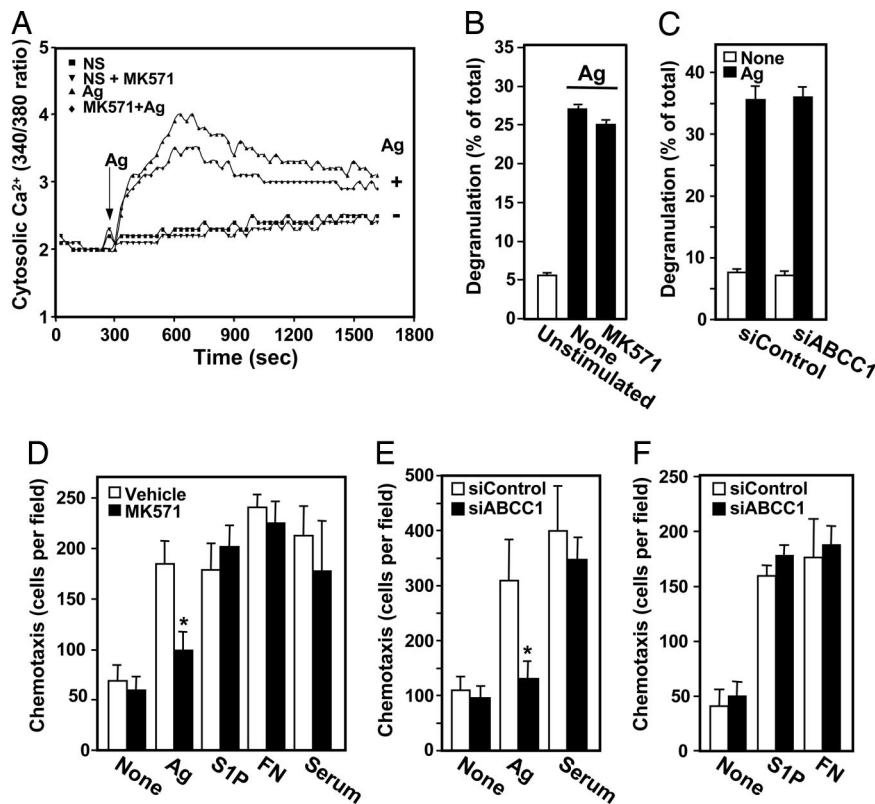 A
Cytosolic Ca²⁺ (340/380 ratio)
5
4
3
2
1
NS
NS + MK571
Ag
MK571+Ag
Ag
Ag
+
-
0
300
600
900
1200
1500
1800
Time (sec)
B
Degranulation (% of total)
35
30
25
20
15
10
5
0
Ag
Unstimulated
None
MK571
C
Degranulation (% of total)
50
40
30
20
10
0
None
Ag
siControl
siABCC1
D
Chemotaxis (cells per field)
250
200
150
100
50
0
Vehicle
MK571
*
None
Ag
S1P
FN
Serum
E
Chemotaxis (cells per field)
500
400
300
200
100
0
siControl
siABCC1
*
None
Ag
Serum
F
Chemotaxis (cells per field)
250
200
150
100
50
0
siControl
siABCC1
None
S1P
FN